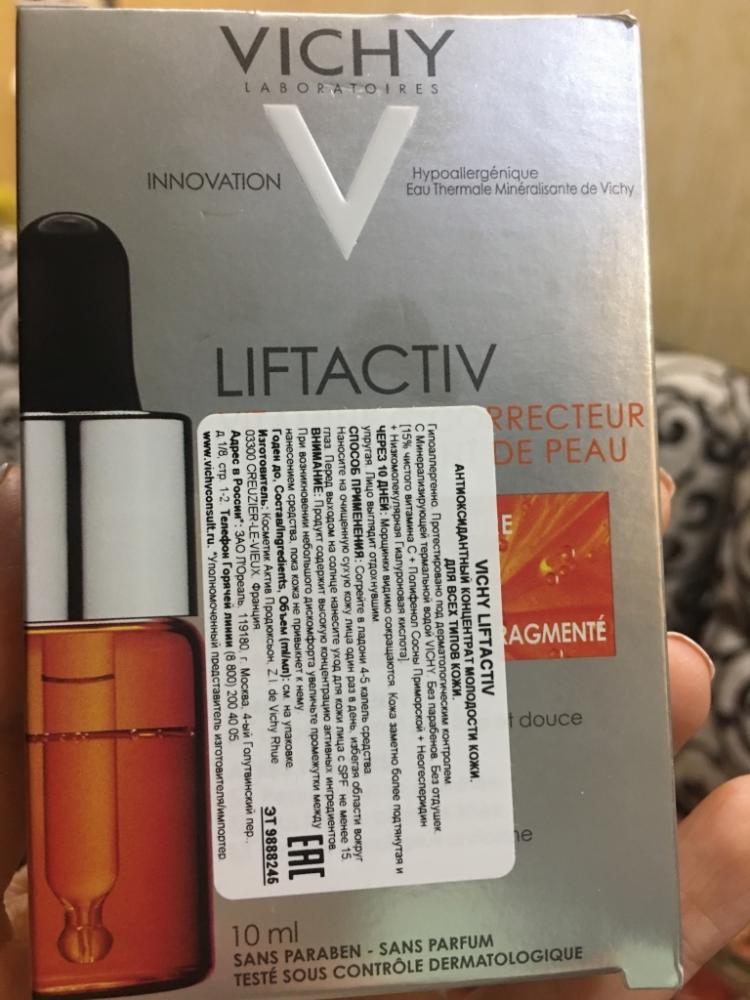 VICHY
LABORATOIRES
INNOVATION
Hypoallergénique
Eau Thermale Minéralisante de Vichy
LIFTACTIV
RRECTEUR
DE PEAU
E
RAGMENTÉ
t douce
ne
VICHY LIFTACTIV
АНТИОКСИДАНТНЫЙ КОНЦЕНТРАТ МОЛОДОСТИ КОЖИ.
ДЛЯ ВСЕХ ТИПОВ КОЖИ.
Гипоаллергенно. Протестировано под дерматологическим контролем
С Минерализирующей термальной водой VICHY. Без парабенов. Без отдушек.
[15% чистого витамина С + Полифенол Сосны Приморской + Неогесперидин
+ Низкомолекулярная Гиалуроновая кислота].
ЧЕРЕЗ 10 ДНЕЙ: Морщинки видимо сокращаются. Кожа заметно более подтянутая и
упругая. Лицо выглядит отдохнувшим.
СПОСОБ ПРИМЕНЕНИЯ: Согрейте в ладони 4-5 капель средства
Наносите на очищенную сухую кожу лица один раз в день, избегая области вокруг
глаз. Перед выходом на солнце нанесите уход для кожи лица с SPF не менее 15.
ВНИМАНИЕ: Продукт содержит высокую концентрацию активных ингредиентов.
При возникновении небольшого дискомфорта увеличьте промежутки между
нанесением средства, пока кожа не привыкнет к нему.
Годен до, Состав/Ingredients, Объем (ml/мл): см. на упаковке
Изготовитель: Косметик Актив Продюксьон, Z.I. de Vichy Rhue
03300 CREUZIER-LE-VIEUX, Франция
Адрес в России*: ЗАО Л'Ореаль, 119180, г. Москва, 4-ый Голутвинский пер.,
д. 1/8, стр. 1-2. Телефон Горячей линии (8 800) 200 40 05
www.vichyconsult.ru. *уполномоченный представитель изготовителя/импортер
EAC
ЭТ 9888245
10 ml
SANS PARABEN - SANS PARFUM
TESTÉ SOUS CONTRÔLE DERMATOLOGIQUE